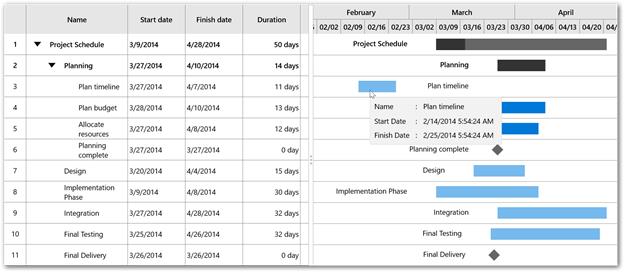 Name Start date Finish date Duration
February March April
02/02 02/09 02/16 02/23 03/02 03/09 03/16 03/23 03/30 04/06 04/13 04/20
1 Project Schedule 3/9/2014 4/28/2014 50 days Project Schedule
2 Planning 3/27/2014 4/10/2014 14 days Planning
3 Plan timeline 3/27/2014 4/7/2014 11 days Plan timeline
4 Plan budget 3/28/2014 4/10/2014 13 days
5 Allocate resources 3/27/2014 4/8/2014 12 days
Name : Plan timeline
Start Date : 2/14/2014 5:54:24 AM
Finish Date : 2/25/2014 5:54:24 AM
6 Planning complete 3/27/2014 3/27/2014 0 day Planning complete
7 Design 3/20/2014 4/4/2014 15 days Design
8 Implementation Phase 3/9/2014 4/8/2014 30 days Implementation Phase
9 Integration 3/27/2014 4/28/2014 32 days Integration
10 Final Testing 3/25/2014 4/26/2014 32 days Final Testing
11 Final Delivery 3/26/2014 3/26/2014 0 day Final Delivery